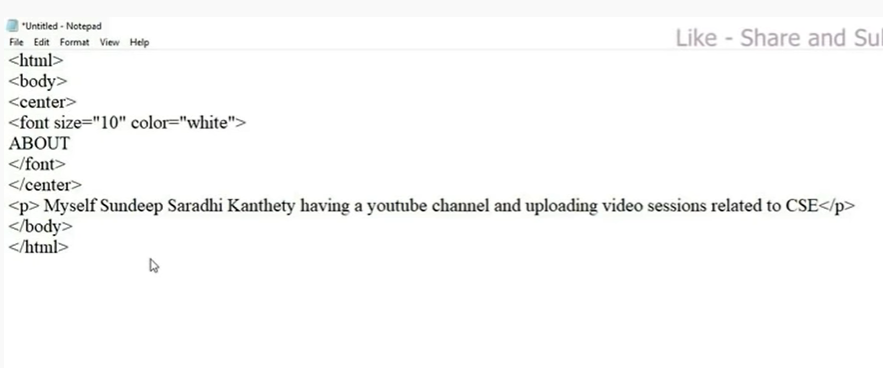 *Untitled - Notepad
File Edit Format View Help
Like - Share and
<html>
<body>
<center>
<font size="10" color="white">
ABOUT
</font>
</center>
<p> Myself Sundeep Saradhi Kanthety having a youtube channel and uploading video sessions related to CSE</p>
</body>
</html>